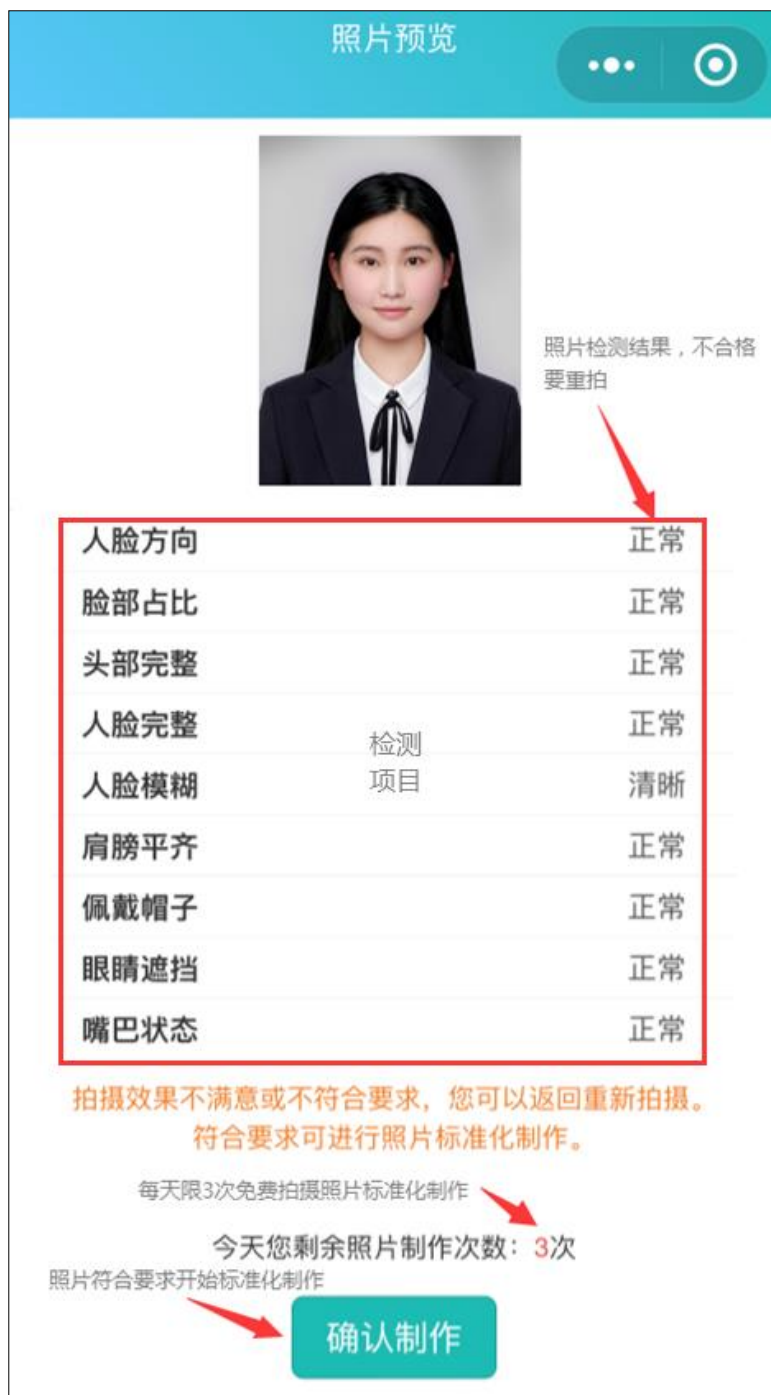 照片预览
照片检测结果，不合格
要重拍
人脸方向 正常
脸部占比 正常
头部完整 正常
人脸完整 正常
检测
项目
人脸模糊 清晰
肩膀平齐 正常
佩戴帽子 正常
眼睛遮挡 正常
嘴巴状态 正常
拍摄效果不满意或不符合要求，您可以返回重新拍摄。
符合要求可进行照片标准化制作。
每天限3次免费拍摄照片标准化制作
今天您剩余照片制作次数：3次
照片符合要求开始标准化制作
确认制作